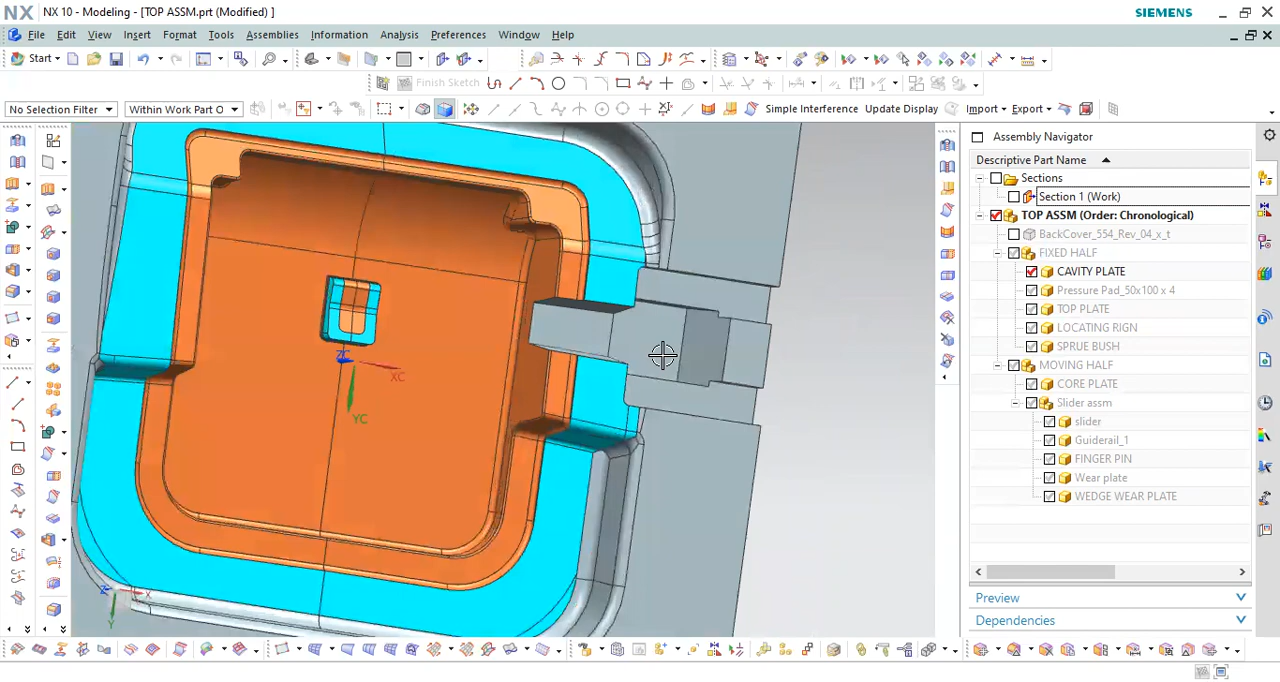 NX NX 10 - Modeling - [TOP ASSM.prt (Modified) ] SIEMENS
File Edit View Insert Format Tools Assemblies Information Analysis Preferences Window Help
Start
Finish Sketch
No Selection Filter Within Work Part O Simple Interference Update Display Import Export
Assembly Navigator
Descriptive Part Name
Sections
Section 1 (Work)
TOP ASSM (Order: Chronological)
BackCover_554_Rev_04_x_t
FIXED HALF
CAVITY PLATE
Pressure Pad_50x100 x 4
TOP PLATE
LOCATING RIGN
SPRUE BUSH
MOVING HALF
CORE PLATE
Slider assm
slider
Guiderail_1
FINGER PIN
Wear plate
WEDGE WEAR PLATE
ZC
XC
YC
Z X
Y
Preview
Dependencies